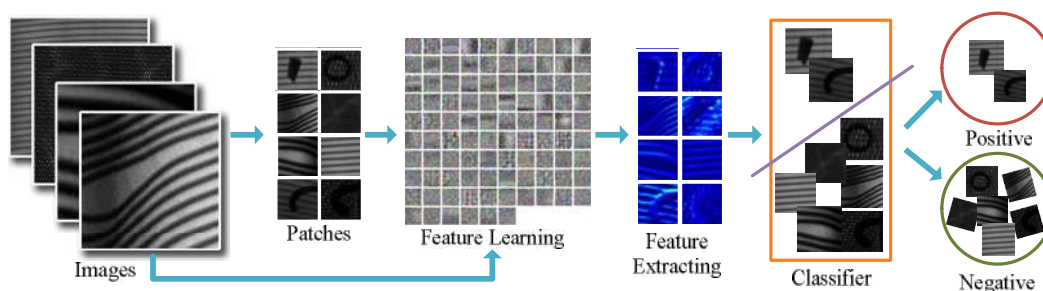 Images
Patches
Feature Learning
Feature
Extracting
Classifier
Positive
Negative